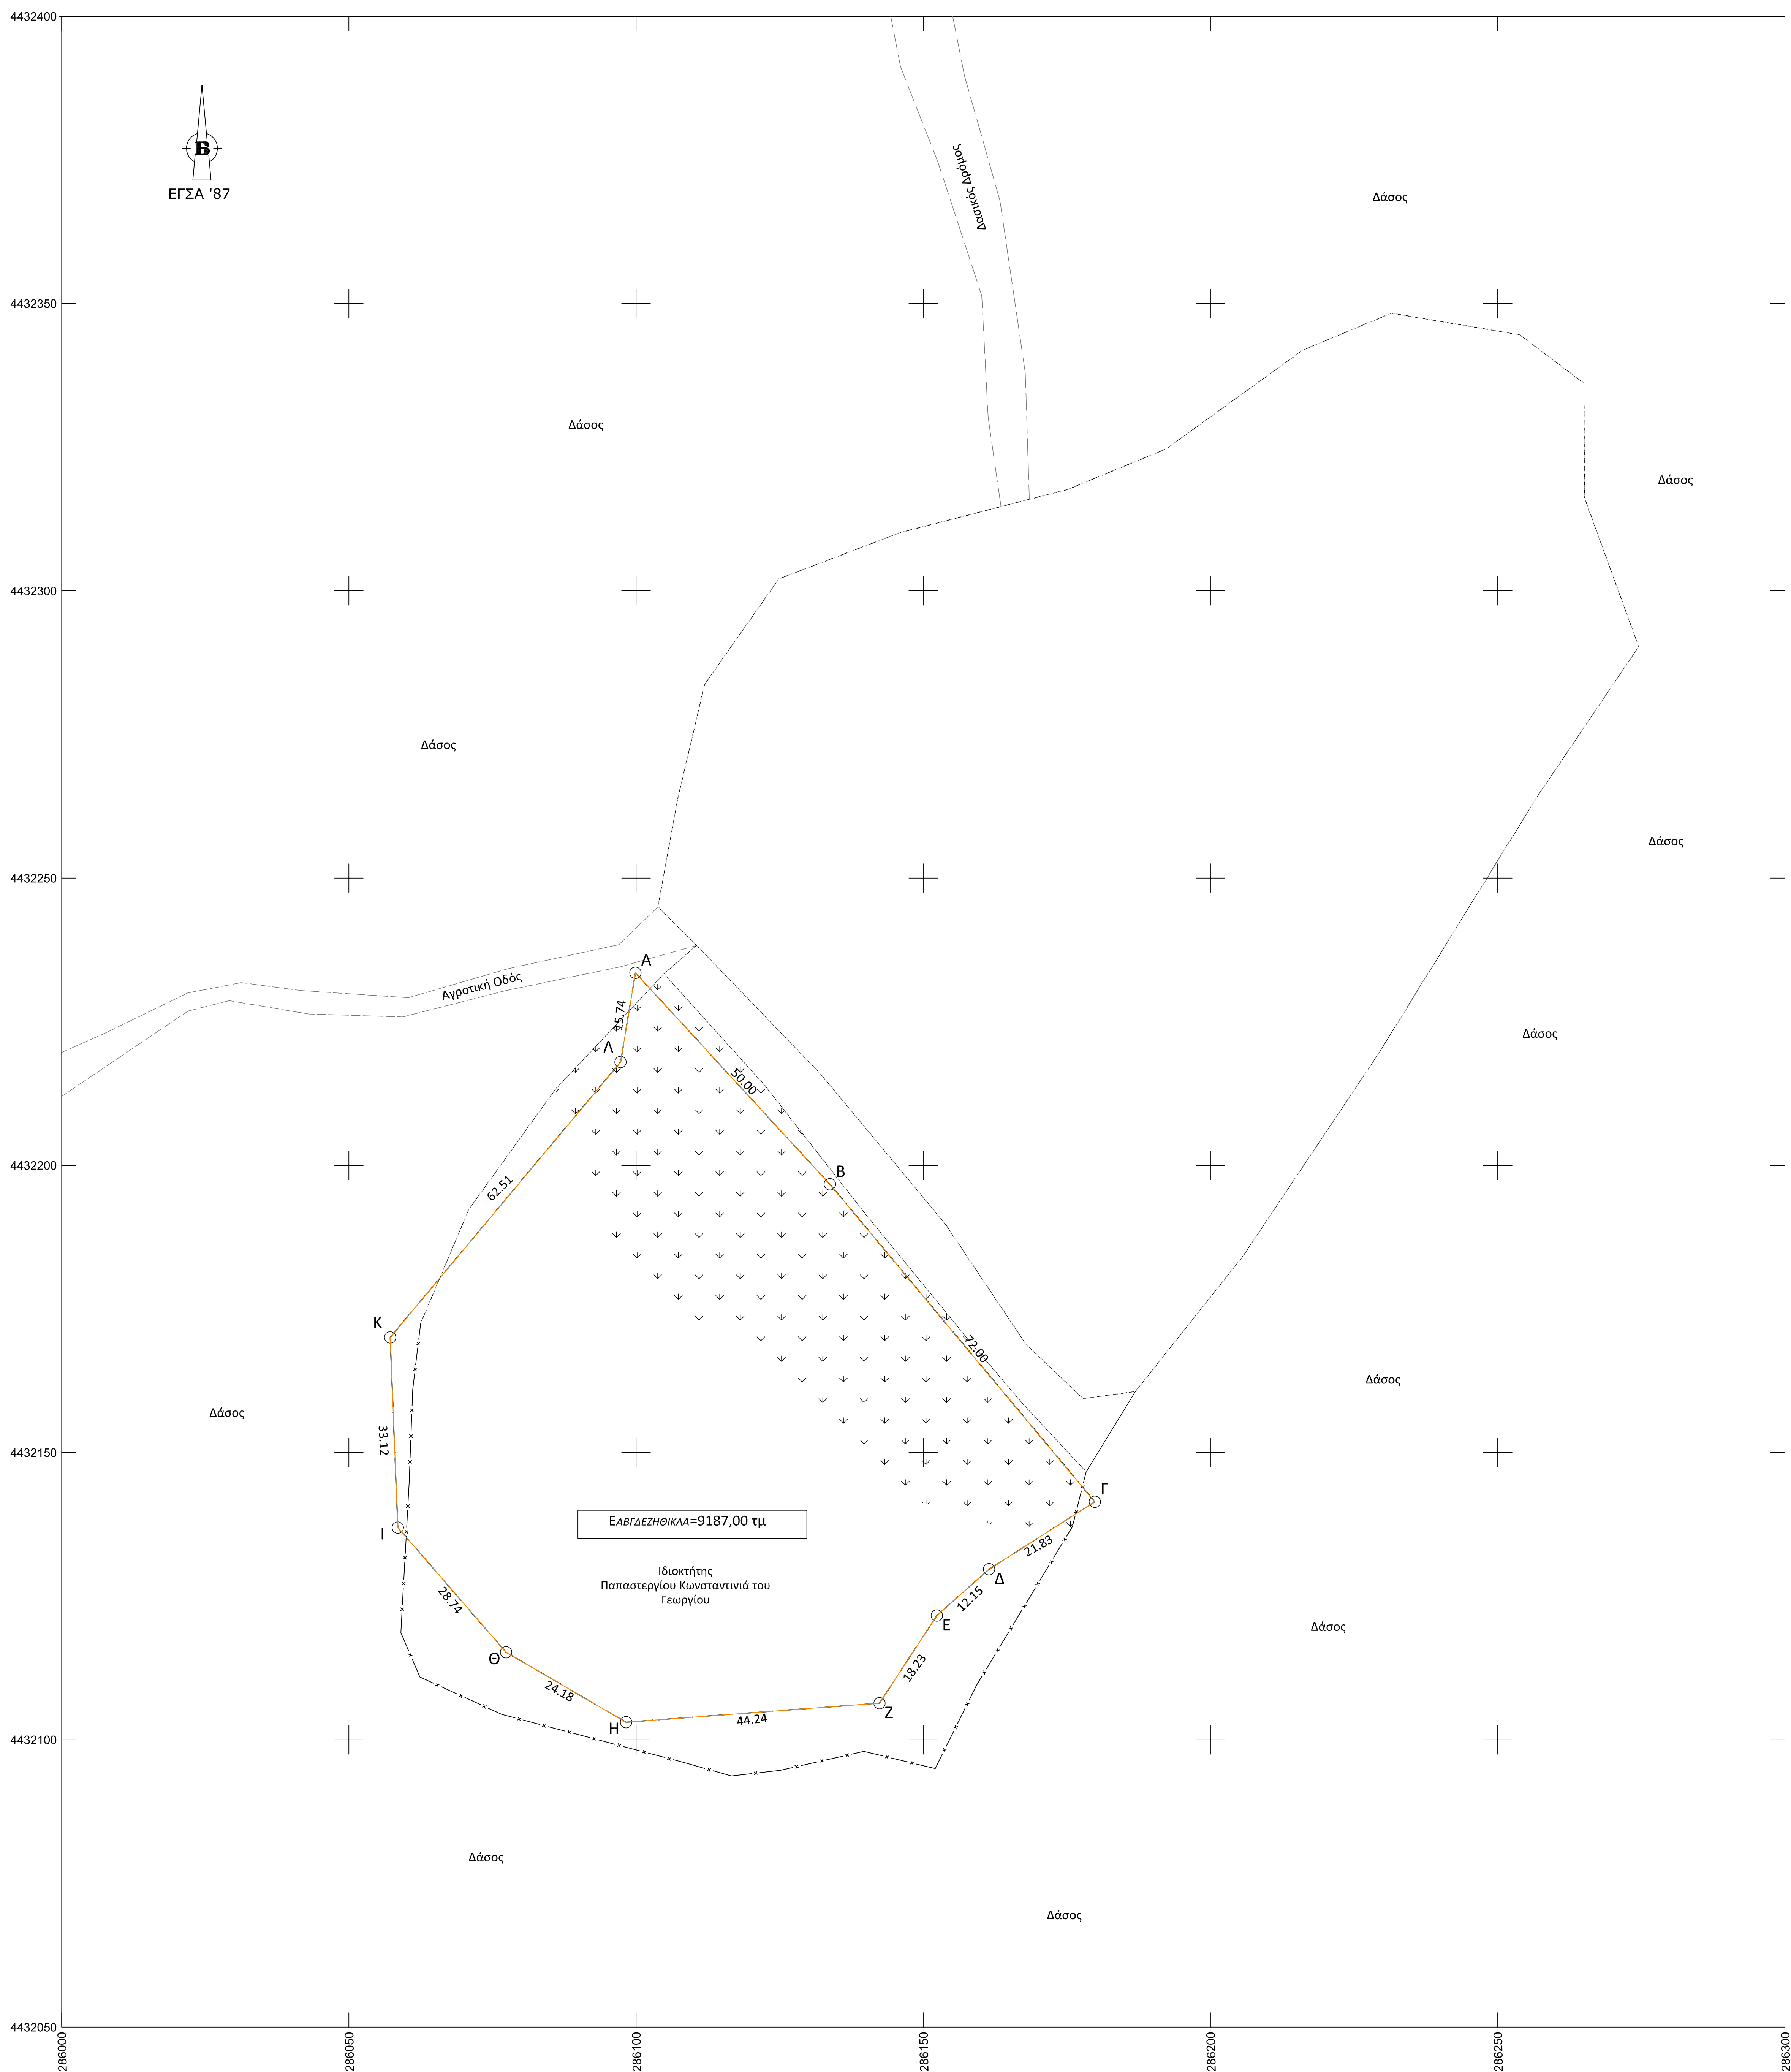 4432400
Β
ΕΓΣΑ '87
Δασικός Δρόμος
Δάσος
4432350
Δάσος
Δάσος
4432300
Δάσος
Δάσος
4432250
Αγροτική Οδός
Α
15.74
Λ
50.00
Δάσος
4432200
Β
62.51
Κ
72.00
Δάσος
Δάσος
33.12
4432150
Γ
Ι
ΕΑΒΓΔΕΖΗΘΙΚΛΑ=9187,00 τμ
21.83
Δ
Ιδιοκτήτης
Παπαστεργίου Κωνσταντινιά του
Γεωργίου
28.74
12.15
Ε
Δάσος
Θ
18.23
24.18
Η
44.24
Ζ
4432100
Δάσος
Δάσος
4432050
286000
286050
286100
286150
286200
286250
286300